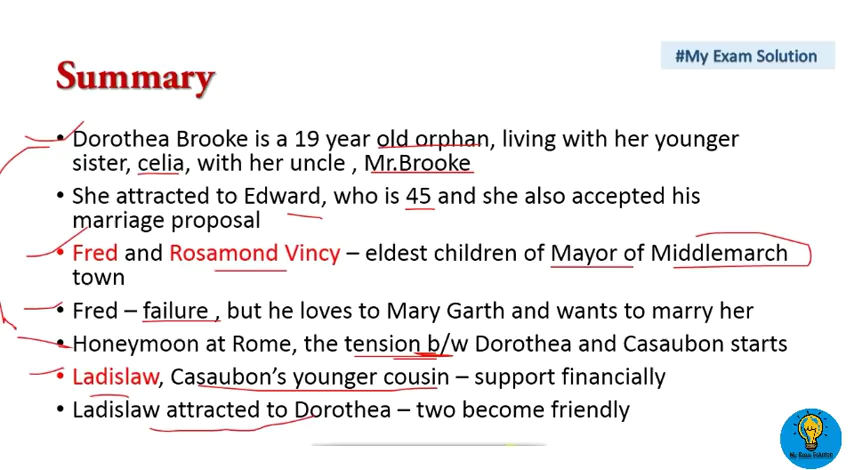 #My Exam Solution
Summary
• Dorothea Brooke is a 19 year old orphan, living with her younger
sister, celia, with her uncle , Mr.Brooke
• She attracted to Edward, who is 45 and she also accepted his
marriage proposal
• Fred and Rosamond Vincy – eldest children of Mayor of Middlemarch
town
• Fred – failure , but he loves to Mary Garth and wants to marry her
• Honeymoon at Rome, the tension b/w Dorothea and Casaubon starts
• Ladislaw, Casaubon's younger cousin – support financially
• Ladislaw attracted to Dorothea – two become friendly
My Exam Solution